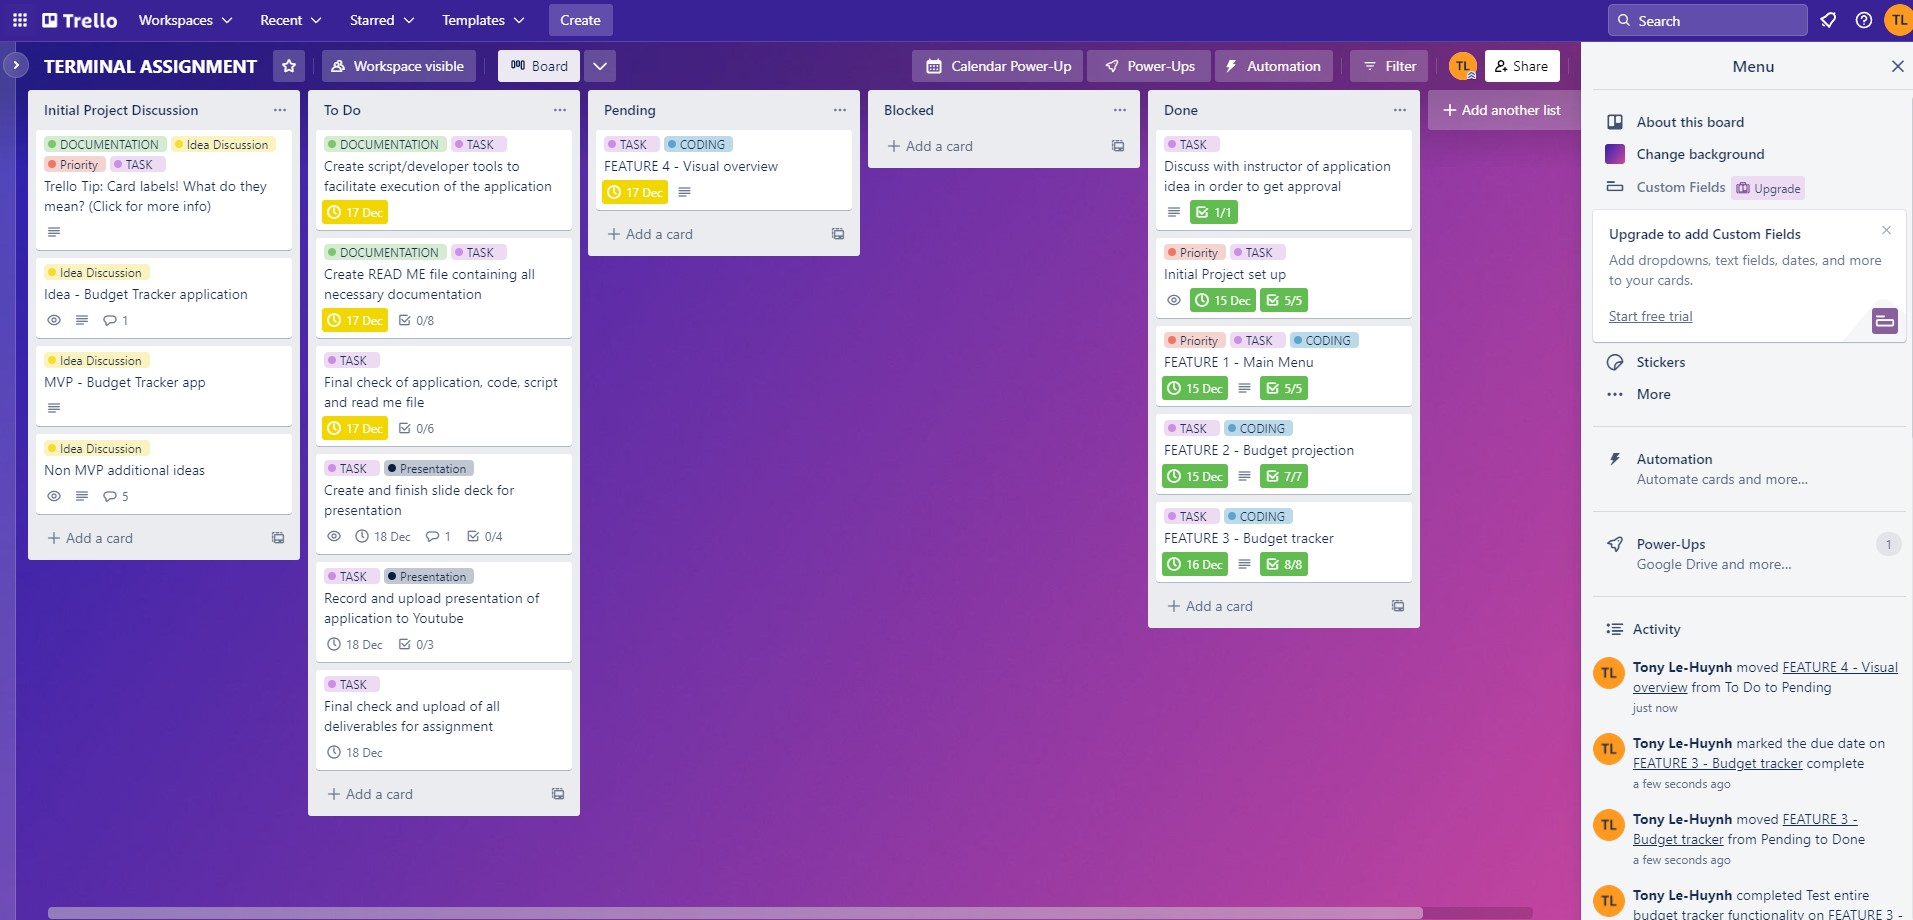 Trello Workspaces Recent Starred Templates Create Search TL
TERMINAL ASSIGNMENT Workspace visible Board Calendar Power-Up Power-Ups Automation Filter TL Share
Initial Project Discussion
DOCUMENTATION Idea Discussion
Priority TASK
Trello Tip: Card labels! What do they
mean? (Click for more info)
Idea Discussion
Idea - Budget Tracker application
1
Idea Discussion
MVP - Budget Tracker app
Idea Discussion
Non MVP additional ideas
5
+ Add a card
To Do
DOCUMENTATION TASK
Create script/developer tools to
facilitate execution of the application
17 Dec
DOCUMENTATION TASK
Create READ ME file containing all
necessary documentation
17 Dec 0/8
TASK
Final check of application, code, script
and read me file
17 Dec 0/6
TASK Presentation
Create and finish slide deck for
presentation
18 Dec 1 0/4
TASK Presentation
Record and upload presentation of
application to Youtube
18 Dec 0/3
TASK
Final check and upload of all
deliverables for assignment
18 Dec
+ Add a card
Pending
TASK CODING
FEATURE 4 - Visual overview
17 Dec
+ Add a card
Blocked
+ Add a card
Done
TASK
Discuss with instructor of application
idea in order to get approval
1/1
Priority TASK
Initial Project set up
15 Dec 5/5
Priority TASK CODING
FEATURE 1 - Main Menu
15 Dec 5/5
TASK CODING
FEATURE 2 - Budget projection
15 Dec 7/7
TASK CODING
FEATURE 3 - Budget tracker
16 Dec 8/8
+ Add a card
+ Add another list
Menu
About this board
Change background
Custom Fields Upgrade
Upgrade to add Custom Fields
Add dropdowns, text fields, dates, and more
to your cards.
Start free trial
Stickers
More
Automation
Automate cards and more...
Power-Ups 1
Google Drive and more...
Activity
TL Tony Le-Huynh moved FEATURE 4 - Visual
overview from To Do to Pending
just now
TL Tony Le-Huynh marked the due date on
FEATURE 3 - Budget tracker complete
a few seconds ago
TL Tony Le-Huynh moved FEATURE 3 -
Budget tracker from Pending to Done
a few seconds ago
TL Tony Le-Huynh completed Test entire
budget tracker functionality on FEATURE 3 -